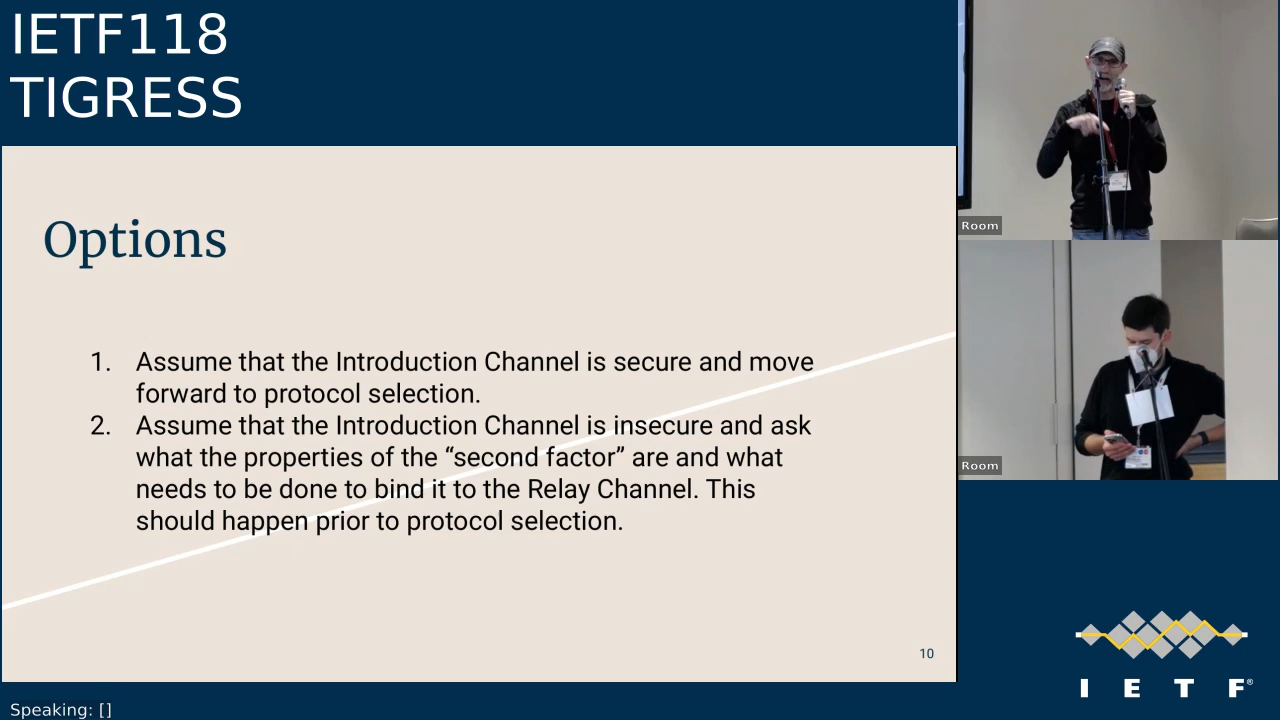 IETF118
TIGRESS
Options
1. Assume that the Introduction Channel is secure and move
forward to protocol selection.
2. Assume that the Introduction Channel is insecure and ask
what the properties of the “second factor” are and what
needs to be done to bind it to the Relay Channel. This
should happen prior to protocol selection.
10
Room
Room
I E T F®
Speaking: []